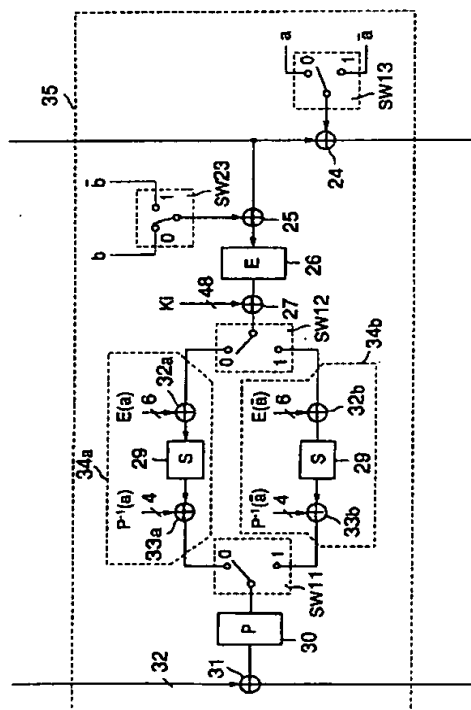 35
a
0
1
ā
SW13
24
b
b̄
0
1
SW23
25
E
26
Ki
48
27
0
1
SW12
34a
E(a)
6
32a
S
29
P⁻¹(a)
4
33a
34b
E(ā)
6
32b
S
29
P⁻¹(ā)
4
33b
0
1
SW11
P
30
32
31